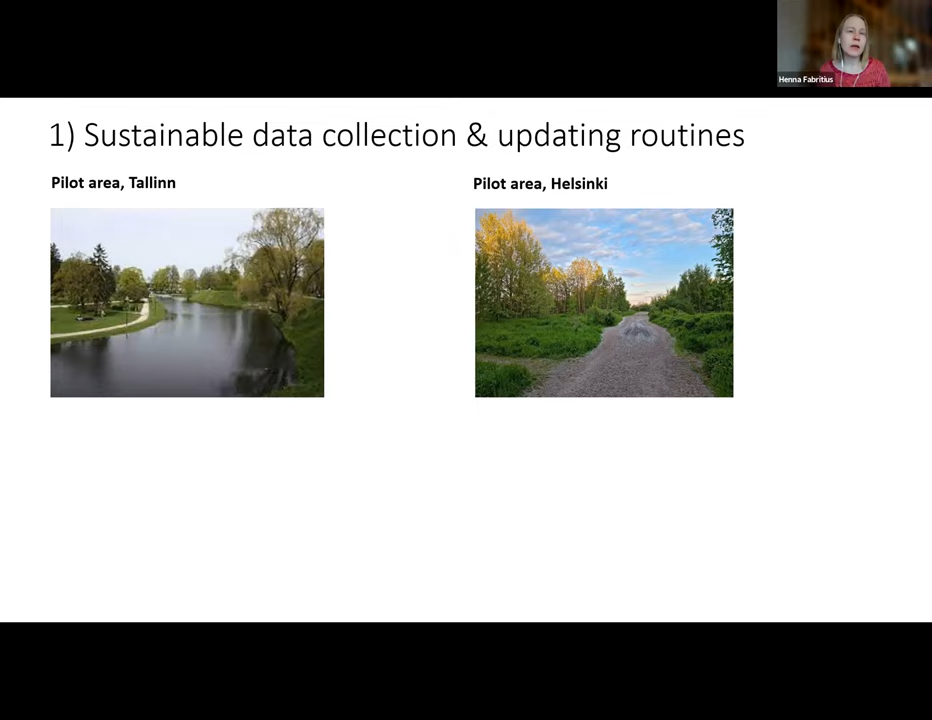 Henna Fabritius
1) Sustainable data collection & updating routines
Pilot area, Tallinn
Pilot area, Helsinki